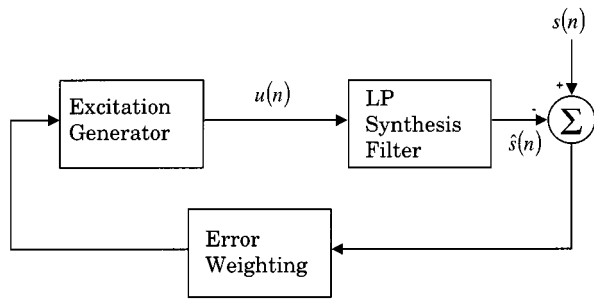 s(n)
+
Excitation
Generator
u(n)
LP
Synthesis
Filter
-
Σ
ŝ(n)
Error
Weighting